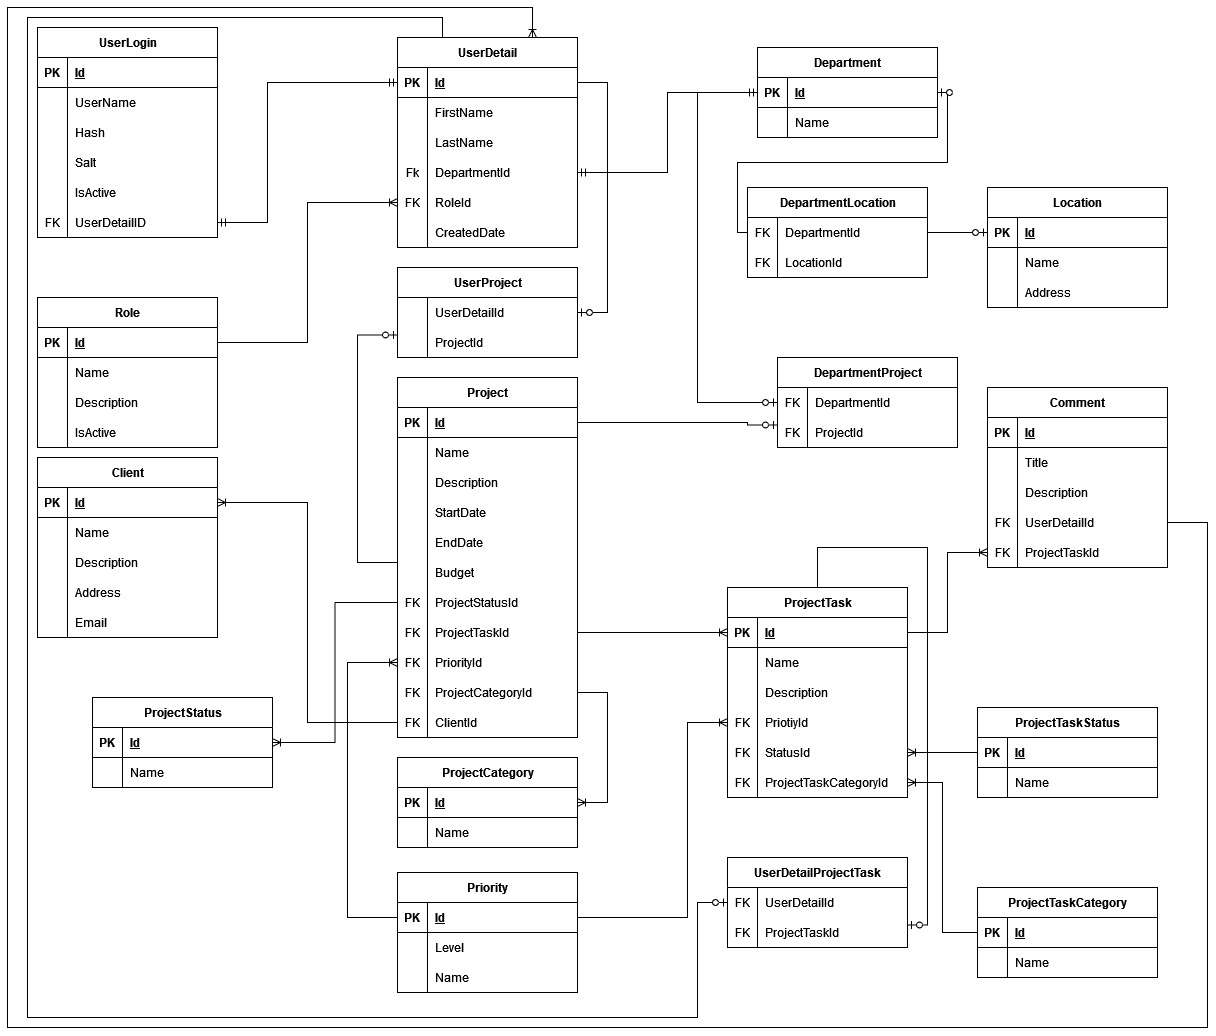 UserLogin
PK Id
UserName
Hash
Salt
IsActive
FK UserDetailID
UserDetail
PK Id
FirstName
LastName
Fk DepartmentId
FK RoleId
CreatedDate
Department
PK Id
Name
DepartmentLocation
FK DepartmentId
FK LocationId
Location
PK Id
Name
Address
Role
PK Id
Name
Description
IsActive
UserProject
UserDetailId
ProjectId
DepartmentProject
FK DepartmentId
FK ProjectId
Client
PK Id
Name
Description
Address
Email
Project
PK Id
Name
Description
StartDate
EndDate
Budget
FK ProjectStatusId
FK ProjectTaskId
FK PriorityId
FK ProjectCategoryId
FK ClientId
Comment
PK Id
Title
Description
FK UserDetailId
FK ProjectTaskId
ProjectTask
PK Id
Name
Description
FK PriotiyId
FK StatusId
FK ProjectTaskCategoryId
ProjectStatus
PK Id
Name
ProjectTaskStatus
PK Id
Name
ProjectCategory
PK Id
Name
Priority
PK Id
Level
Name
UserDetailProjectTask
FK UserDetailId
FK ProjectTaskId
ProjectTaskCategory
PK Id
Name